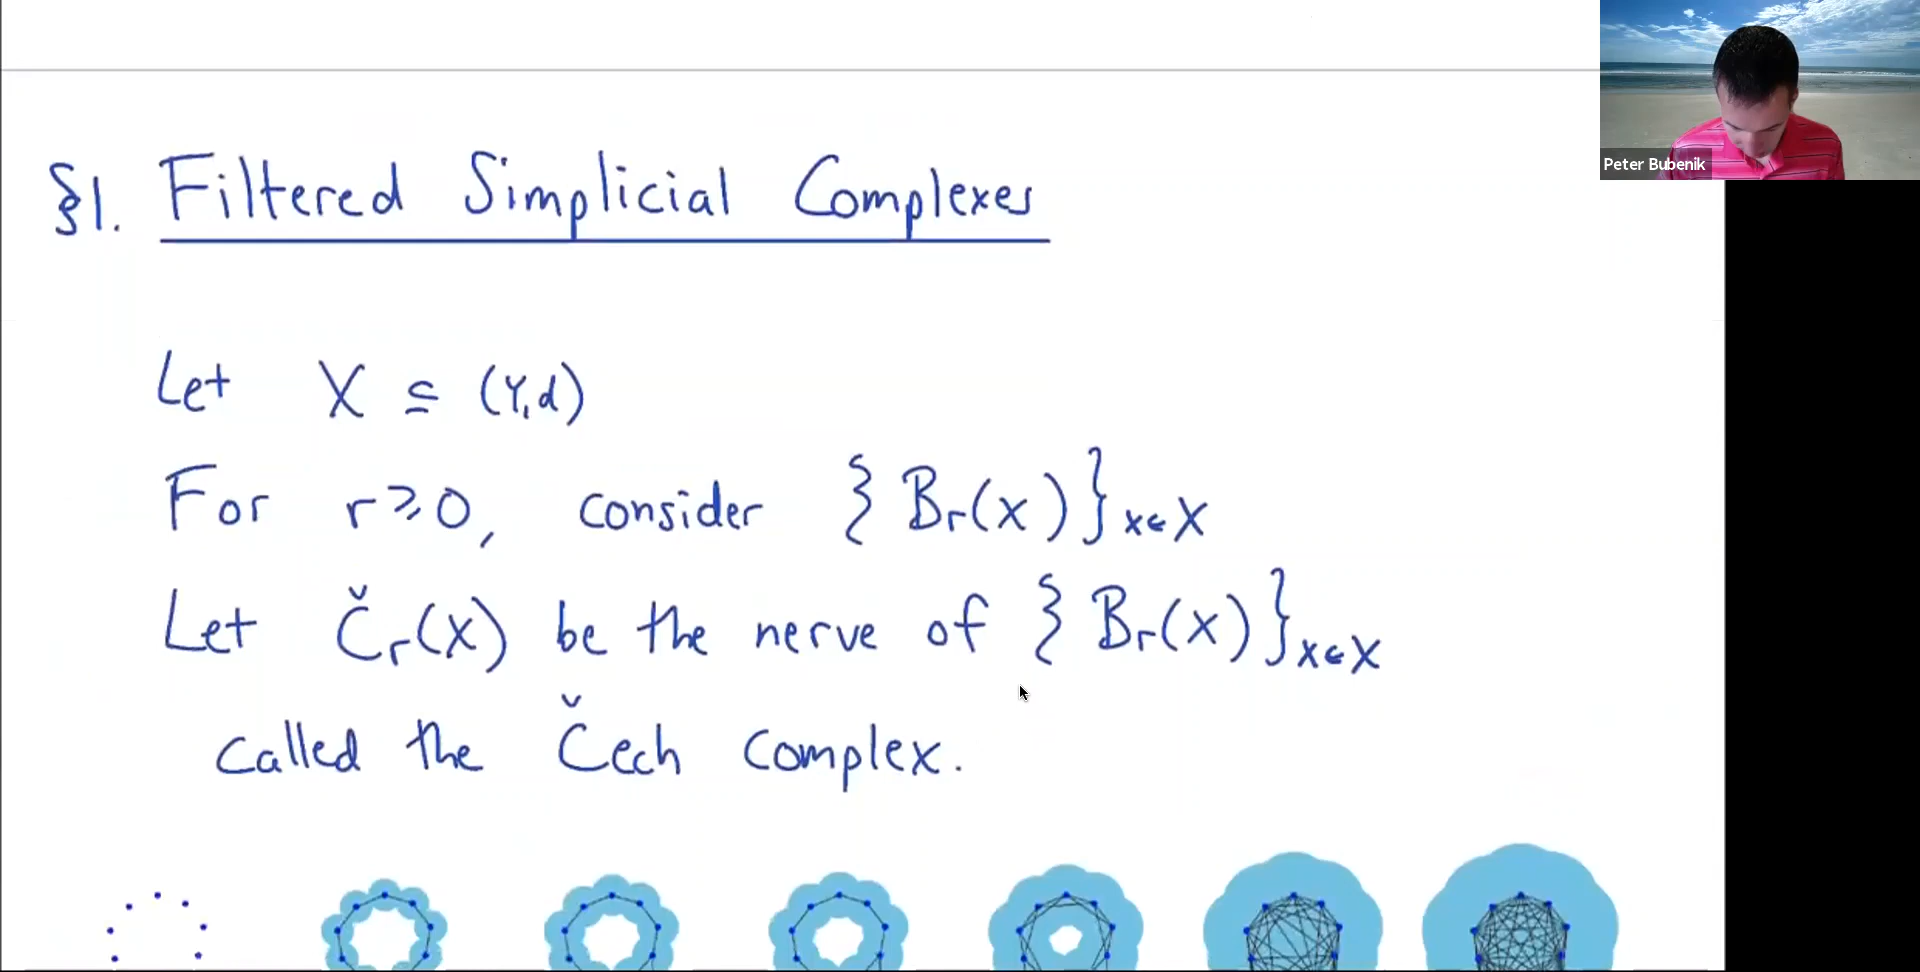 §1. Filtered Simplicial Complexes
Let X ⊆ (Y,d)
For r ≥ 0, consider { Br(x) }x∈X
Let Čr(X) be the nerve of { Br(x) }x∈X
called the Čech complex.
Peter Bubenik